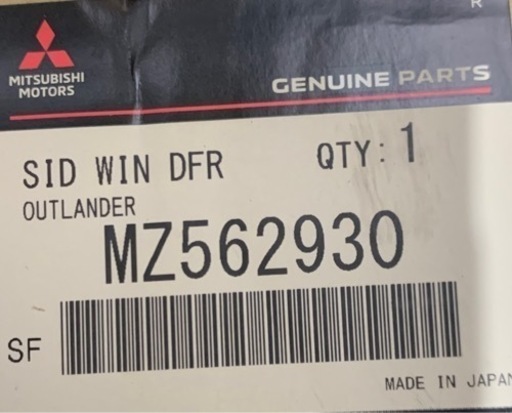 R
MITSUBISHI
MOTORS
GENUINE PARTS
SID WIN DFR
QTY: 1
OUTLANDER
MZ562930
SF
MADE IN JAPAN